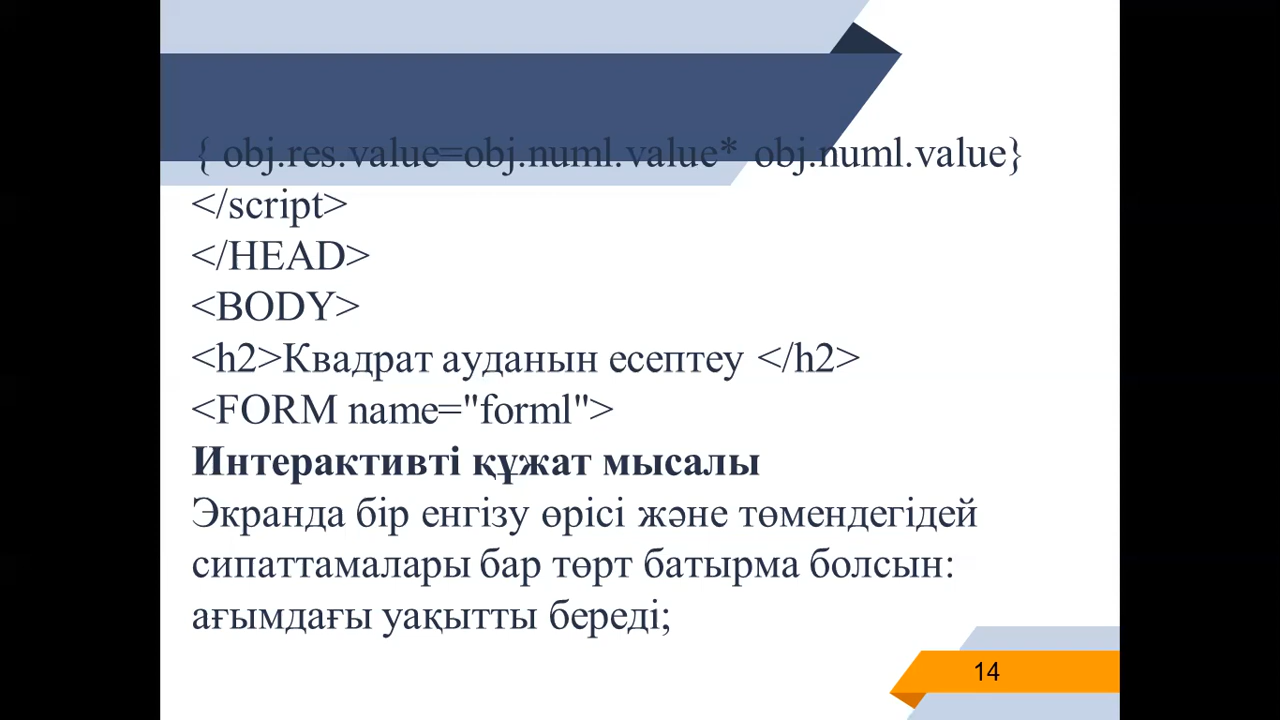 { obj.res.value=obj.numl.value* obj.numl.value}
</script>
</HEAD>
<BODY>
<h2>Квадрат ауданын есептеу </h2>
<FORM name="forml">
Интерактивті құжат мысалы
Экранда бір енгізу өрісі және төмендегідей
сипаттамалары бар төрт батырма болсын:
ағымдағы уақытты береді;
14